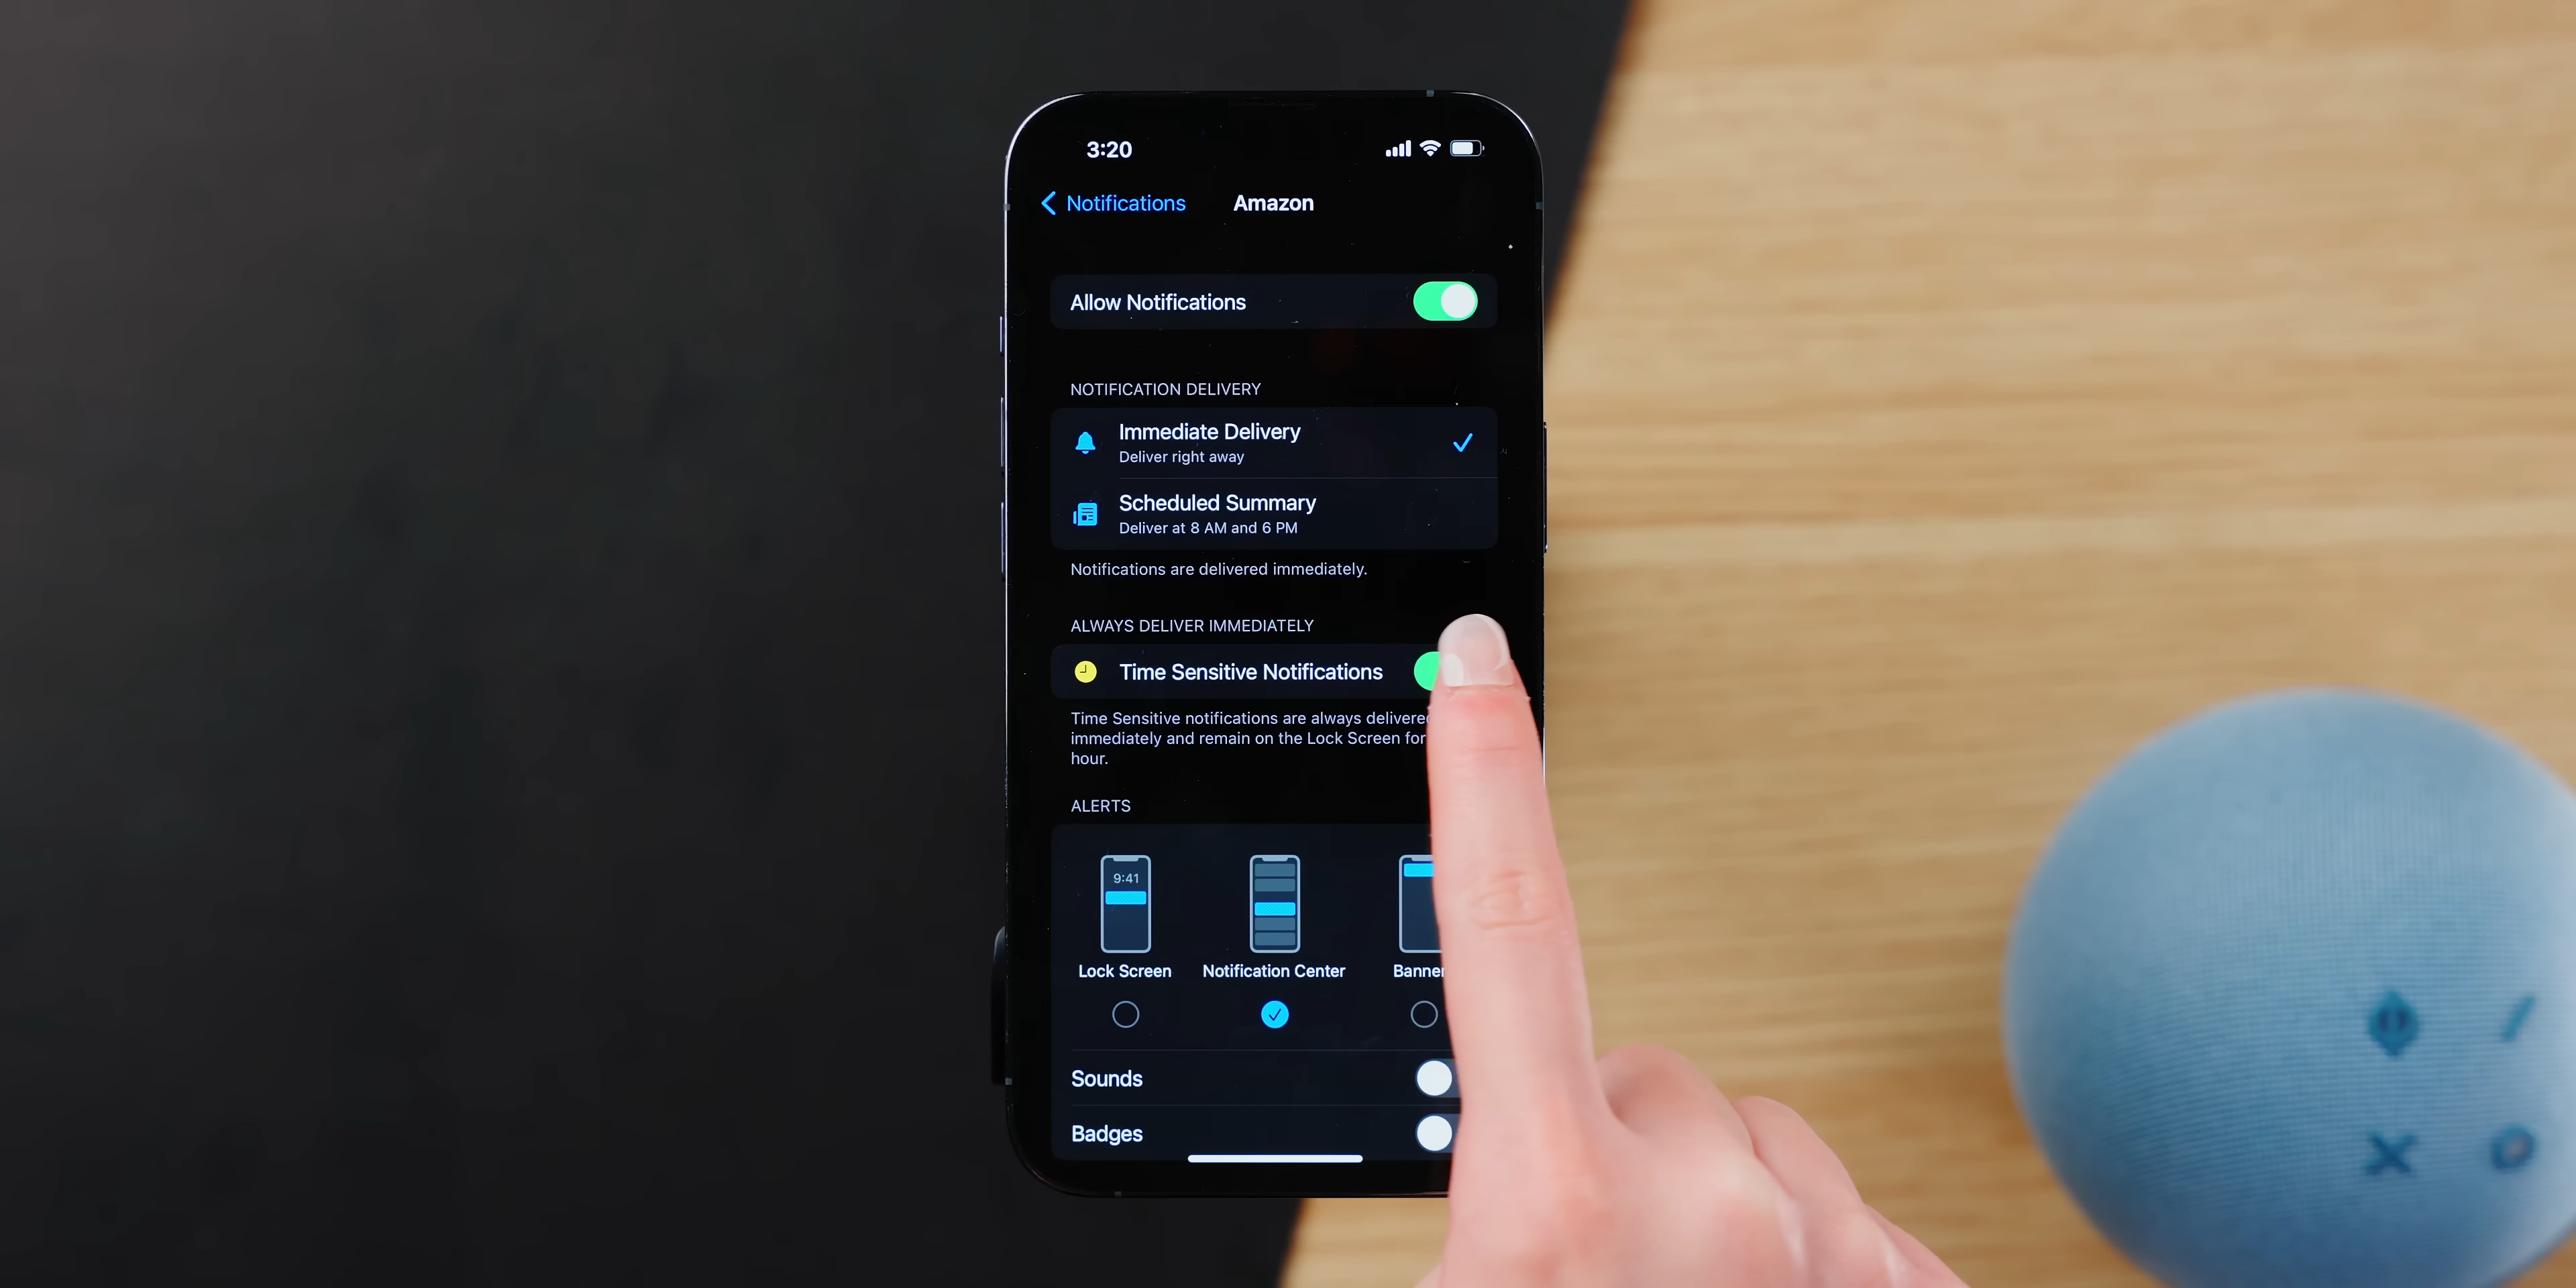 3:20
Notifications
Amazon
Allow Notifications
NOTIFICATION DELIVERY
Immediate Delivery
Deliver right away
Scheduled Summary
Deliver at 8 AM and 6 PM
Notifications are delivered immediately.
ALWAYS DELIVER IMMEDIATELY
Time Sensitive Notifications
Time Sensitive notifications are always delivered
immediately and remain on the Lock Screen for
hour.
ALERTS
9:41
Lock Screen
Notification Center
Banner
Sounds
Badges